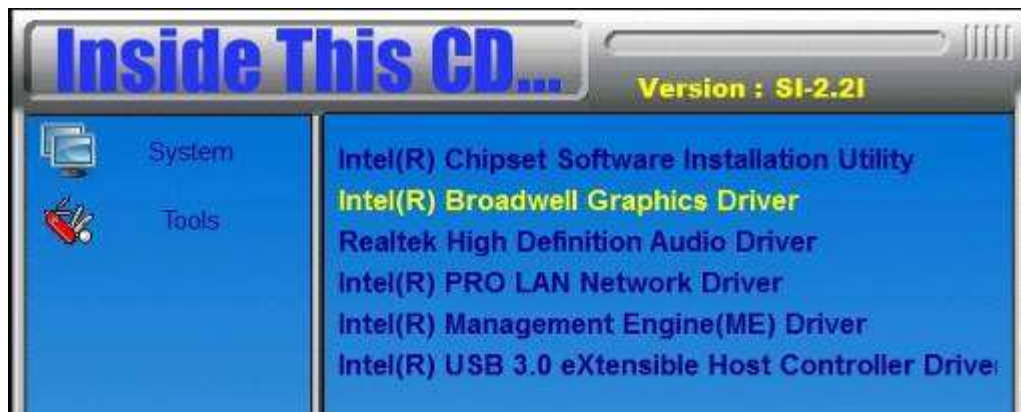 Inside This CD...
Version : SI-2.2I
System
Tools
Intel(R) Chipset Software Installation Utility
Intel(R) Broadwell Graphics Driver
Realtek High Definition Audio Driver
Intel(R) PRO LAN Network Driver
Intel(R) Management Engine(ME) Driver
Intel(R) USB 3.0 eXtensible Host Controller